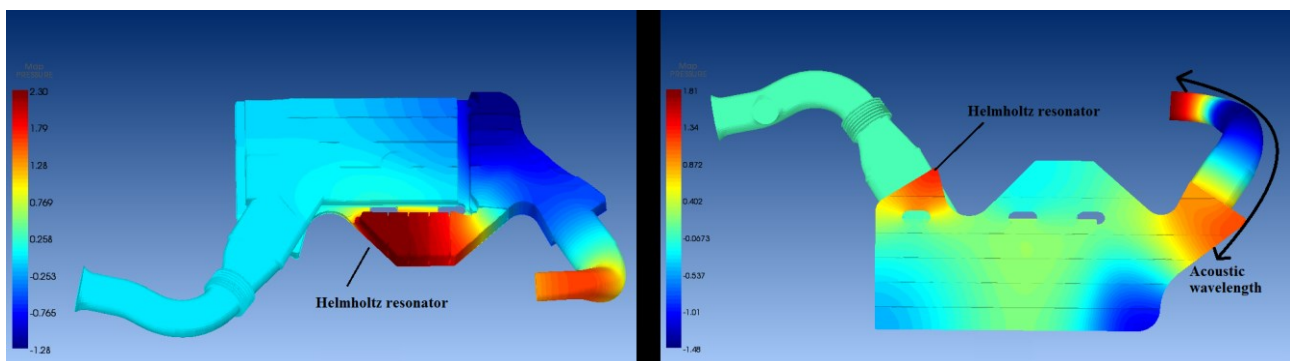 PRESSURE
2.30
1.79
1.28
0.769
0.258
-0.253
-0.765
-1.28
Helmholtz resonator
PRESSURE
1.81
1.34
0.872
0.402
-0.0673
-0.537
-1.01
-1.48
Helmholtz resonator
Acoustic
wavelength